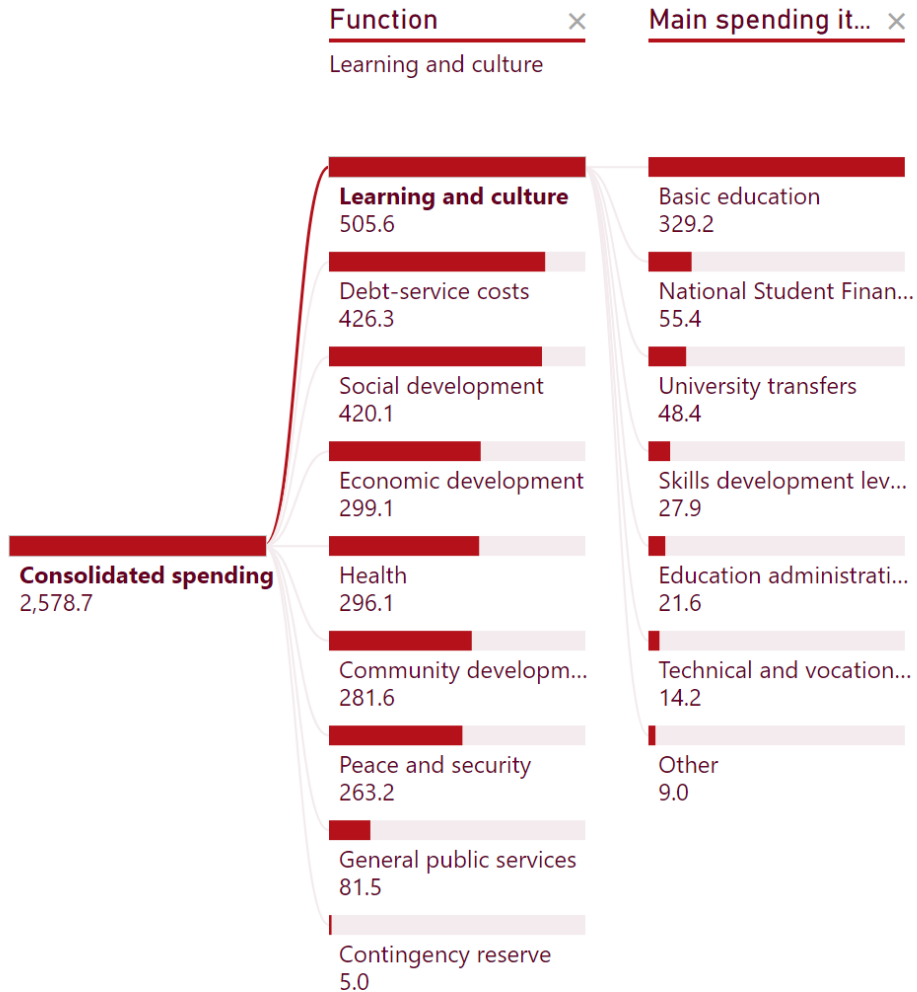 Function
Main spending it...
Learning and culture
Learning and culture
505.6
Debt-service costs
426.3
Social development
420.1
Economic development
299.1
Health
296.1
Community developm...
281.6
Peace and security
263.2
General public services
81.5
Contingency reserve
5.0
Consolidated spending
2,578.7
Basic education
329.2
National Student Finan...
55.4
University transfers
48.4
Skills development lev...
27.9
Education administrati...
21.6
Technical and vocation...
14.2
Other
9.0